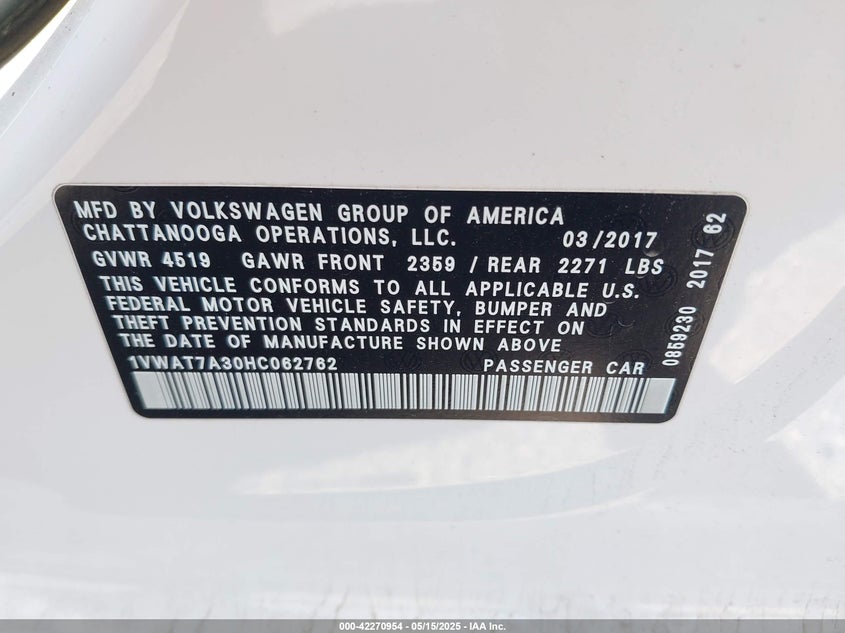 MFD BY VOLKSWAGEN GROUP OF AMERICA
CHATTANOOGA OPERATIONS, LLC. 03/2017
GVWR 4519 GAWR FRONT 2359 / REAR 2271 LBS
THIS VEHICLE CONFORMS TO ALL APPLICABLE U.S.
FEDERAL MOTOR VEHICLE SAFETY, BUMPER AND
THEFT PREVENTION STANDARDS IN EFFECT ON
THE DATE OF MANUFACTURE SHOWN ABOVE
1VWAT7A30HC062762 PASSENGER CAR
0859230 2017 62
000-42270954 - 05/15/2025 - IAA Inc.